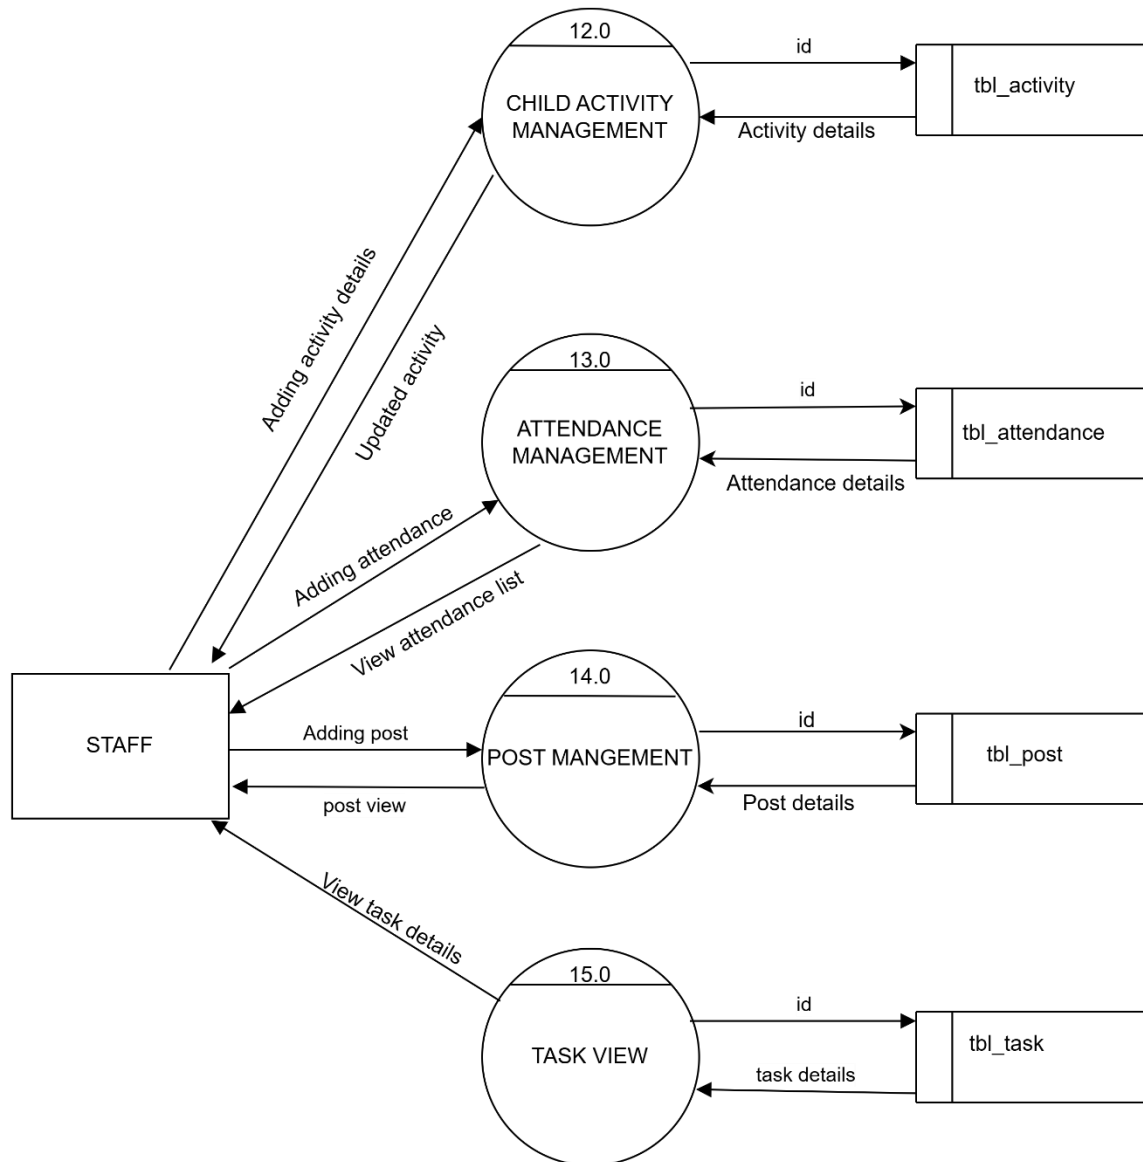 12.0
CHILD ACTIVITY
MANAGEMENT
id
Activity details
tbl_activity
Adding activity details
Updated activity
13.0
ATTENDANCE
MANAGEMENT
id
Attendance details
tbl_attendance
Adding attendance
View attendance list
STAFF
Adding post
post view
14.0
POST MANGEMENT
id
Post details
tbl_post
View task details
15.0
TASK VIEW
id
task details
tbl_task